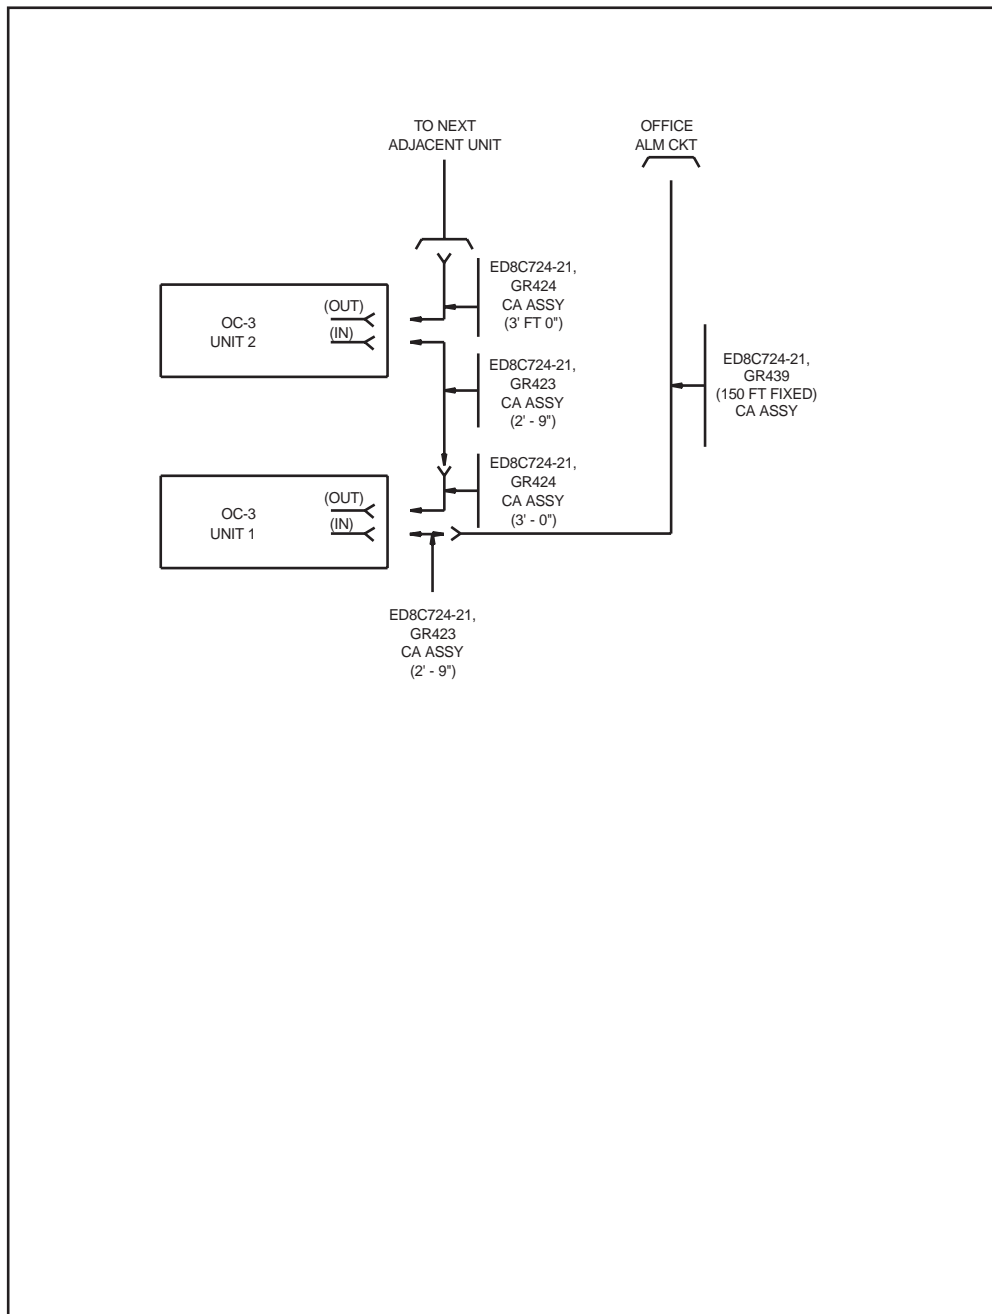 TO NEXT
ADJACENT UNIT
OFFICE
ALM CKT
ED8C724-21,
GR424
CA ASSY
(3' FT 0")
OC-3
UNIT 2
(OUT)
(IN)
ED8C724-21,
GR423
CA ASSY
(2' - 9")
ED8C724-21,
GR439
(150 FT FIXED)
CA ASSY
ED8C724-21,
GR424
CA ASSY
(3' - 0")
OC-3
UNIT 1
(OUT)
(IN)
ED8C724-21,
GR423
CA ASSY
(2' - 9")